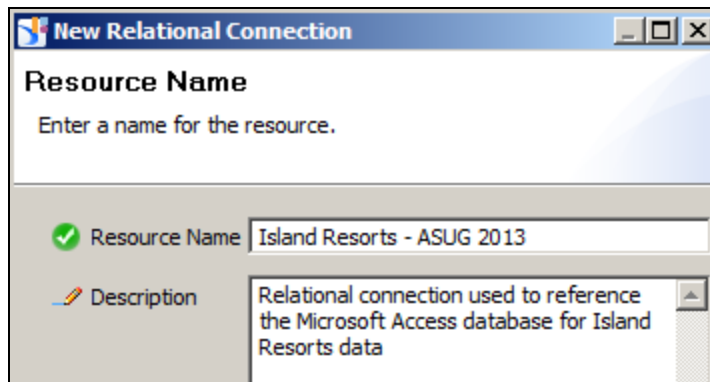 New Relational Connection
Resource Name
Enter a name for the resource.
Resource Name Island Resorts - ASUG 2013
Description Relational connection used to reference
the Microsoft Access database for Island
Resorts data